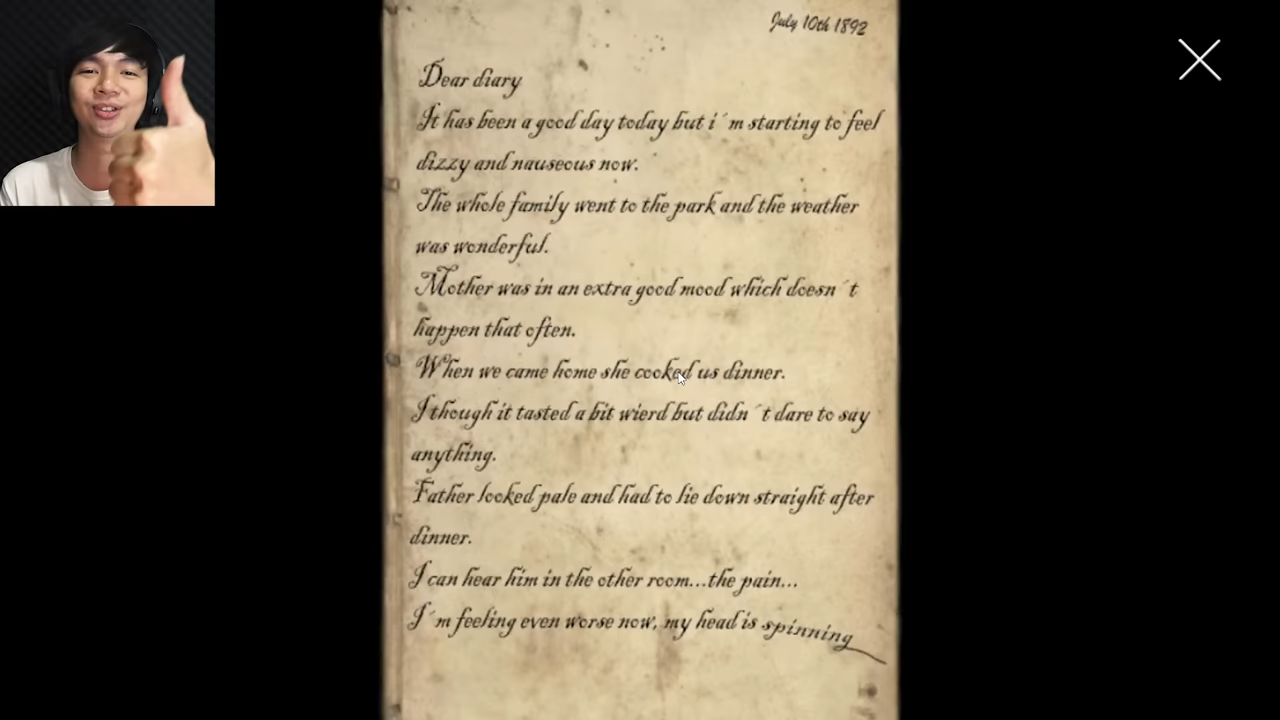 July 10th 1892
Dear diary
It has been a good day today but i´m starting to feel
dizzy and nauseous now.
The whole family went to the park and the weather
was wonderful.
Mother was in an extra good mood which doesn´t
happen that often.
When we came home she cooked us dinner.
I though it tasted a bit wierd but didn´t dare to say
anything.
Father looked pale and had to lie down straight after
dinner.
I can hear him in the other room...the pain...
I´m feeling even worse now, my head is spinning